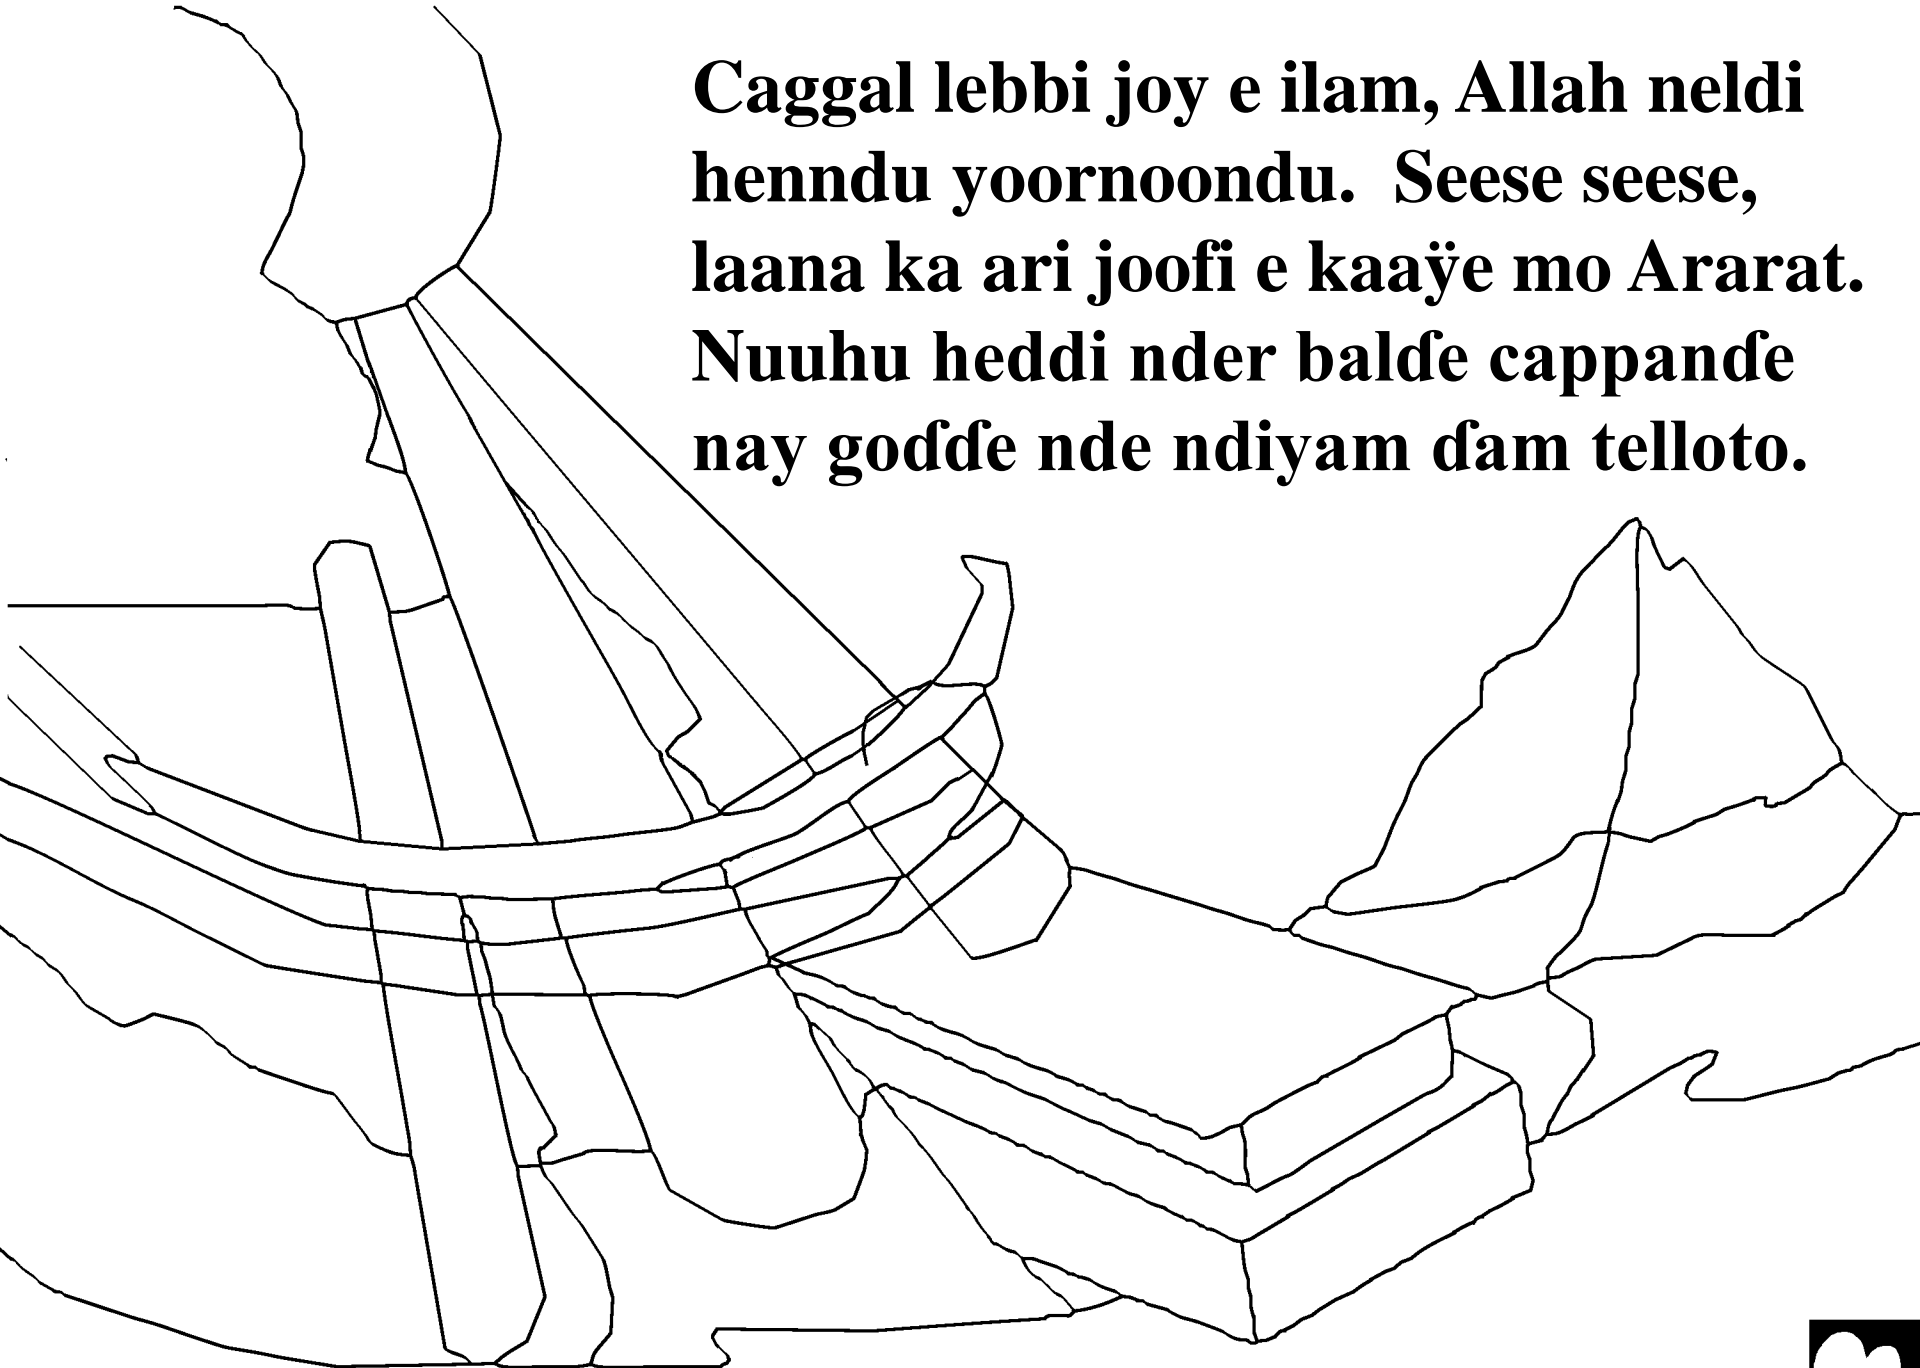 Caggal lebbi joy e ilam, Allah neldi
henndu yoornoondu.  Seese seese,
laana ka ari joofi e kaaÿe mo Ararat.
Nuuhu heddi nder balɗe cappanɗe
nay goɗɗe nde ndiyam ɗam telloto.